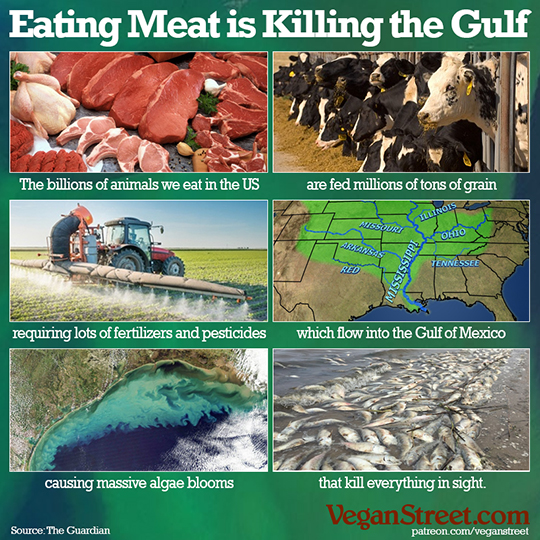 Eating Meat is Killing the Gulf
The billions of animals we eat in the US
are fed millions of tons of grain
requiring lots of fertilizers and pesticides
MISSOURI
ILLINOIS
OHIO
ARKANSAS
RED
MISSISSIPPI
TENNESSEE
which flow into the Gulf of Mexico
causing massive algae blooms
that kill everything in sight.
VeganStreet.com
Source: The Guardian
patreon.com/veganstreet